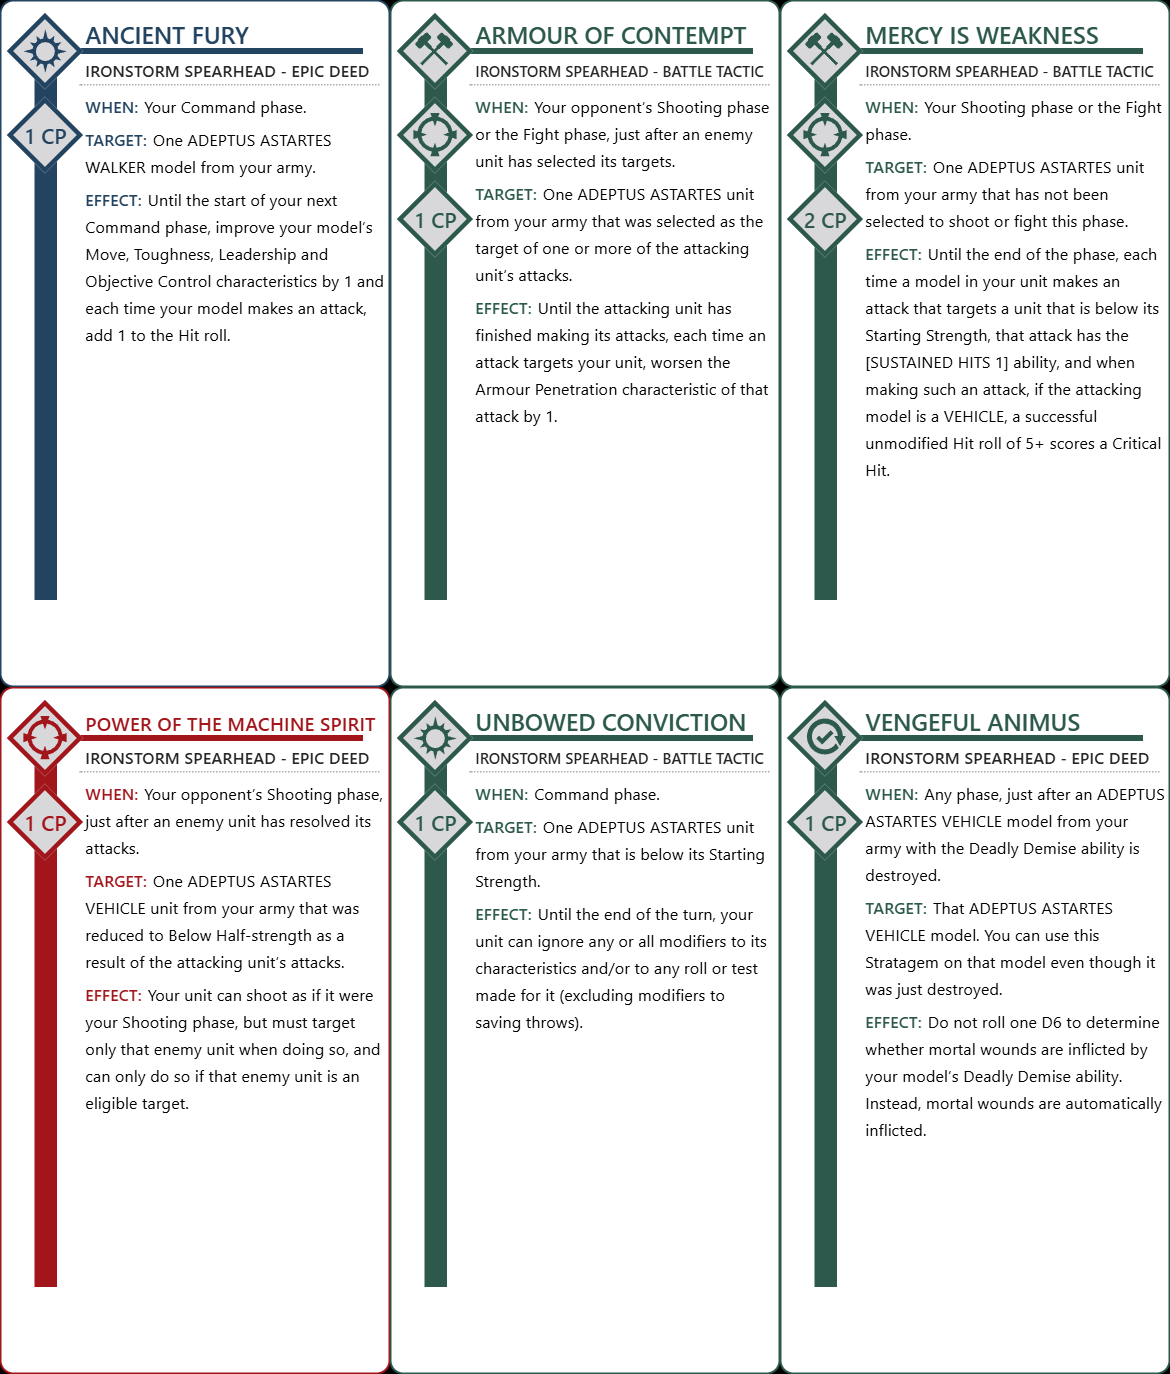 ANCIENT FURY
IRONSTORM SPEARHEAD - EPIC DEED
1 CP
WHEN: Your Command phase.
TARGET: One ADEPTUS ASTARTES
WALKER model from your army.
EFFECT: Until the start of your next
Command phase, improve your model's
Move, Toughness, Leadership and
Objective Control characteristics by 1 and
each time your model makes an attack,
add 1 to the Hit roll.
ARMOUR OF CONTEMPT
IRONSTORM SPEARHEAD - BATTLE TACTIC
1 CP
WHEN: Your opponent's Shooting phase
or the Fight phase, just after an enemy
unit has selected its targets.
TARGET: One ADEPTUS ASTARTES unit
from your army that was selected as the
target of one or more of the attacking
unit's attacks.
EFFECT: Until the attacking unit has
finished making its attacks, each time an
attack targets your unit, worsen the
Armour Penetration characteristic of that
attack by 1.
MERCY IS WEAKNESS
IRONSTORM SPEARHEAD - BATTLE TACTIC
2 CP
WHEN: Your Shooting phase or the Fight
phase.
TARGET: One ADEPTUS ASTARTES unit
from your army that has not been
selected to shoot or fight this phase.
EFFECT: Until the end of the phase, each
time a model in your unit makes an
attack that targets a unit that is below its
Starting Strength, that attack has the
[SUSTAINED HITS 1] ability, and when
making such an attack, if the attacking
model is a VEHICLE, a successful
unmodified Hit roll of 5+ scores a Critical
Hit.
POWER OF THE MACHINE SPIRIT
IRONSTORM SPEARHEAD - EPIC DEED
1 CP
WHEN: Your opponent's Shooting phase,
just after an enemy unit has resolved its
attacks.
TARGET: One ADEPTUS ASTARTES
VEHICLE unit from your army that was
reduced to Below Half-strength as a
result of the attacking unit's attacks.
EFFECT: Your unit can shoot as if it were
your Shooting phase, but must target
only that enemy unit when doing so, and
can only do so if that enemy unit is an
eligible target.
UNBOWED CONVICTION
IRONSTORM SPEARHEAD - BATTLE TACTIC
1 CP
WHEN: Command phase.
TARGET: One ADEPTUS ASTARTES unit
from your army that is below its Starting
Strength.
EFFECT: Until the end of the turn, your
unit can ignore any or all modifiers to its
characteristics and/or to any roll or test
made for it (excluding modifiers to
saving throws).
VENGEFUL ANIMUS
IRONSTORM SPEARHEAD - EPIC DEED
1 CP
WHEN: Any phase, just after an ADEPTUS
ASTARTES VEHICLE model from your
army with the Deadly Demise ability is
destroyed.
TARGET: That ADEPTUS ASTARTES
VEHICLE model. You can use this
Stratagem on that model even though it
was just destroyed.
EFFECT: Do not roll one D6 to determine
whether mortal wounds are inflicted by
your model's Deadly Demise ability.
Instead, mortal wounds are automatically
inflicted.